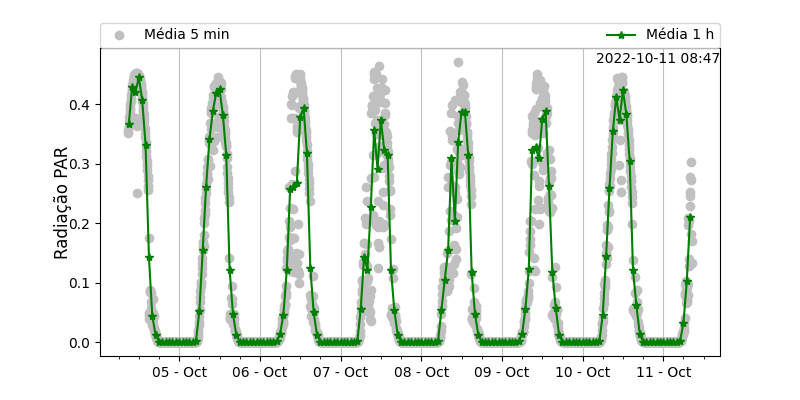 Média 5 min
Média 1 h
2022-10-11 08:47
Radiação PAR
0.4
0.3
0.2
0.1
0.0
05 - Oct
06 - Oct
07 - Oct
08 - Oct
09 - Oct
10 - Oct
11 - Oct